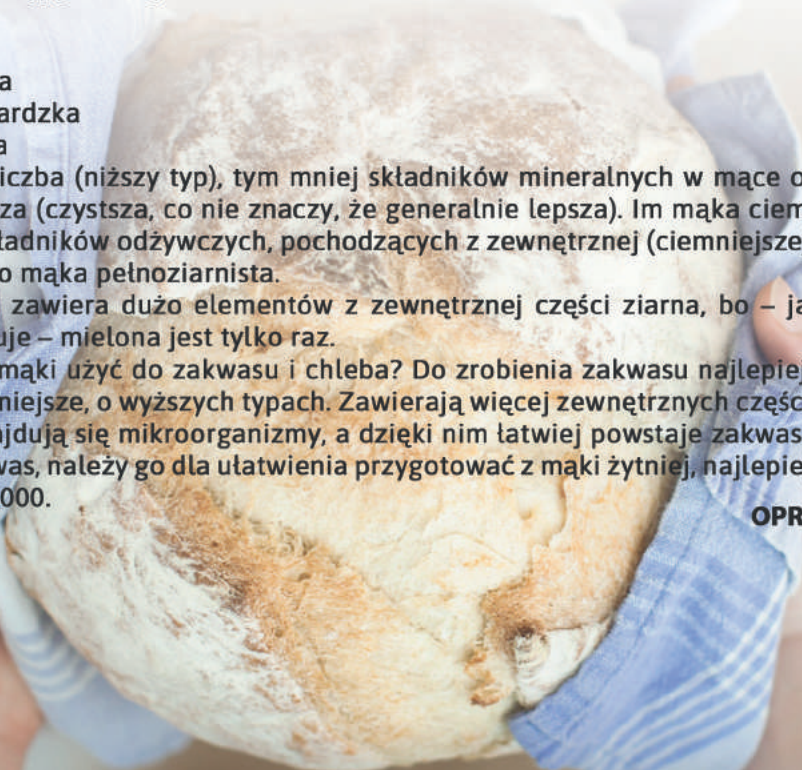 a
ardzka
a
iczba (niższy typ), tym mniej składników mineralnych w mące o
za (czystsza, co nie znaczy, że generalnie lepsza). Im mąka ciem
ładników odżywczych, pochodzących z zewnętrznej (ciemniejsze
o mąka pełnoziarnista.
zawiera dużo elementów z zewnętrznej części ziarna, bo – ja
uje – mielona jest tylko raz.
mąki użyć do zakwasu i chleba? Do zrobienia zakwasu najlepiej
niejsze, o wyższych typach. Zawierają więcej zewnętrznych częśc
ajdują się mikroorganizmy, a dzięki nim łatwiej powstaje zakwas
was, należy go dla ułatwienia przygotować z mąki żytniej, najlepie
000.
OPR